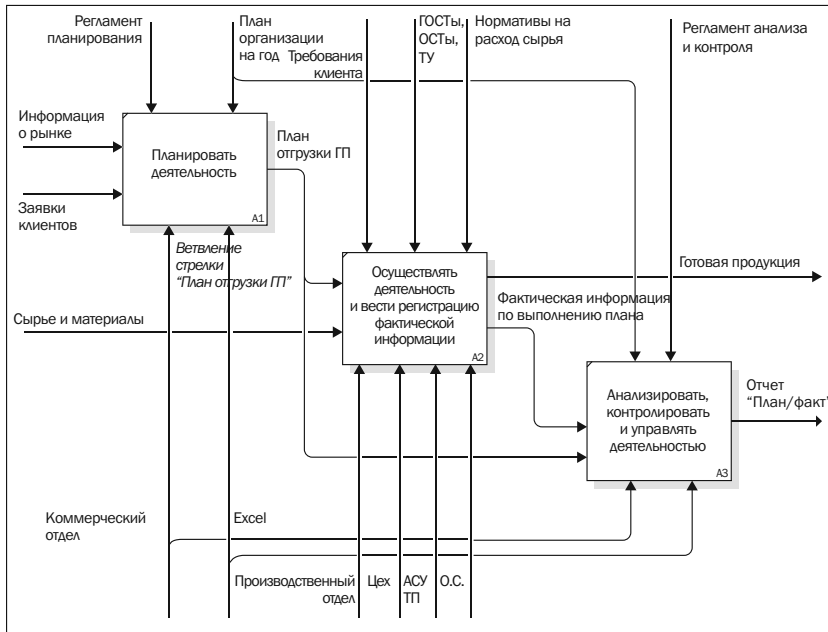 Регламент
планирования
План
организации
на год
Требования
клиента
ГОСТы,
ОСТы,
ТУ
Нормативы на
расход сырья
Регламент анализа
и контроля
Информация
о рынке
Планировать
деятельность
А1
План
отгрузки ГП
Заявки
клиентов
Ветвление
стрелки
“План отгрузки ГП”
Осуществлять
деятельность
и вести регистрацию
фактической
информации
А2
Готовая продукция
Фактическая информация
по выполнению плана
Сырье и материалы
Анализировать,
контролировать
и управлять
деятельностью
А3
Отчет
“План/факт”
Коммерческий
отдел
Excel
Производственный
отдел
Цех
АСУ
ТП
О.С.